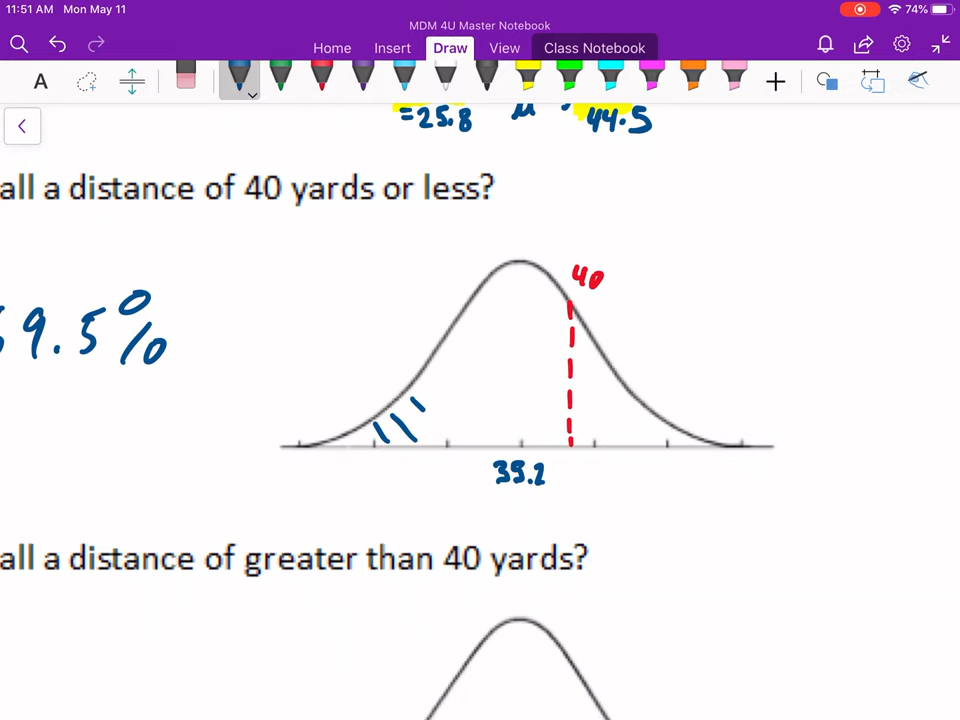 11:51 AM Mon May 11
74%
MDM 4U Master Notebook
Home Insert Draw View Class Notebook
A
=25.8 μ 44.5
all a distance of 40 yards or less?
40
9.5%
35.2
all a distance of greater than 40 yards?